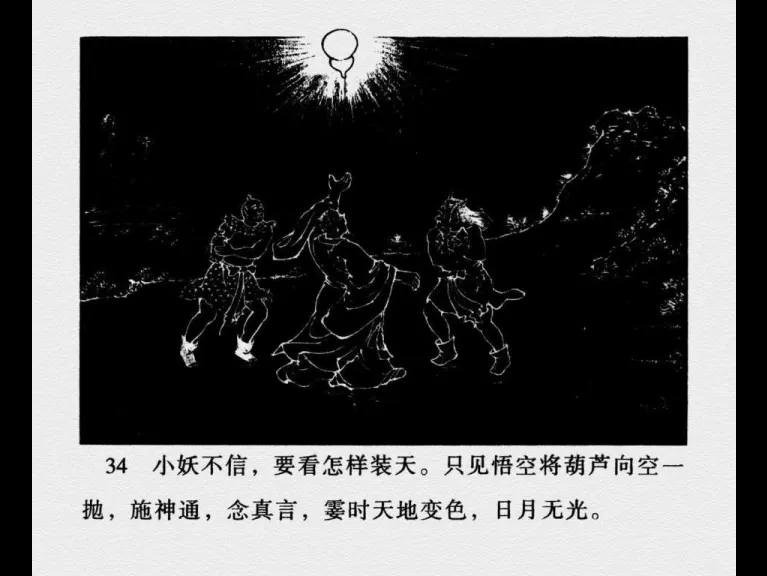 34 小妖不信，要看怎样装天。只见悟空将葫芦向空一
抛，施神通，念真言，霎时天地变色，日月无光。